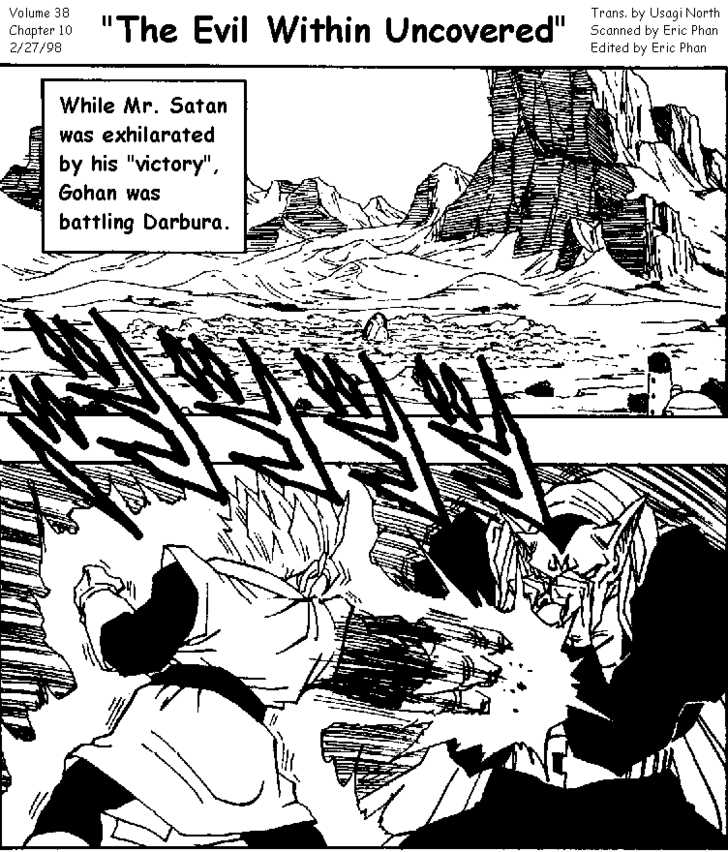 Volume 38
Chapter 10
2/27/98
"The Evil Within Uncovered"
Trans. by Usagi North
Scanned by Eric Phan
Edited by Eric Phan
While Mr. Satan
was exhilarated
by his "victory",
Gohan was
battling Darbura.